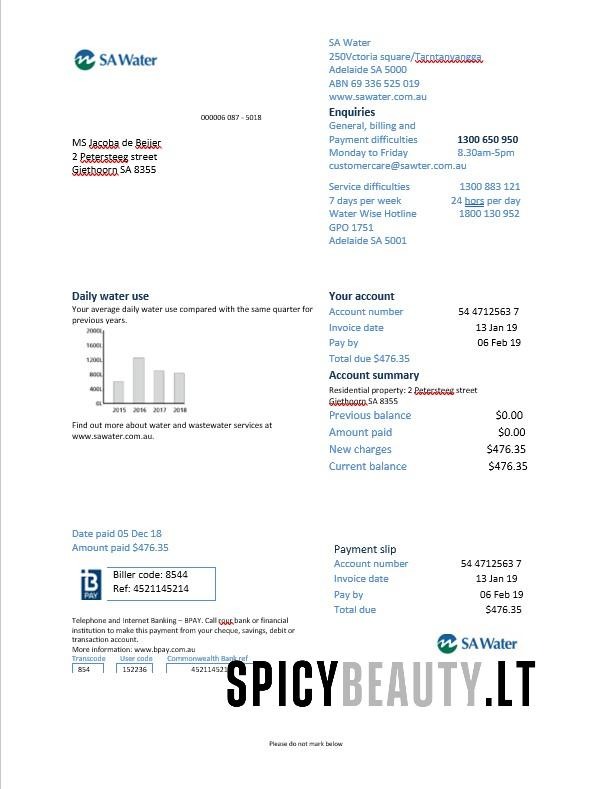 SA Water
SA Water
250Vctoria square/Tarntanyangga
Adelaide SA 5000
ABN 69 336 525 019
www.sawater.com.au
Enquiries
General, billing and
Payment difficulties 1300 650 950
Monday to Friday 8.30am-5pm
customercare@sawter.com.au
000006 087 - 5018
MS Jacoba de Beijer
2 Petersteeg street
Giethoorn SA 8355
Service difficulties 1300 883 121
7 days per week 24 hors per day
Water Wise Hotline 1800 130 952
GPO 1751
Adelaide SA 5001
Daily water use
Your average daily water use compared with the same quarter for
previous years.
2000L
1600L
1200L
800L
400L
0L
2015 2016 2017 2018
Find out more about water and wastewater services at
www.sawater.com.au.
Your account
Account number 54 4712563 7
Invoice date 13 Jan 19
Pay by 06 Feb 19
Total due $476.35
Account summary
Residential property: 2 Petersteeg street
Giethoorn SA 8355
Previous balance $0.00
Amount paid $0.00
New charges $476.35
Current balance $476.35
Date paid 05 Dec 18
Amount paid $476.35
B
PAY
Biller code: 8544
Ref: 4521145214
Telephone and Internet Banking – BPAY. Call your bank or financial
institution to make this payment from your cheque, savings, debit or
transaction account.
More information: www.bpay.com.au
Transcode User code Commonwealth Bank ref
854 152236 45211452
Payment slip
Account number 54 4712563 7
Invoice date 13 Jan 19
Pay by 06 Feb 19
Total due $476.35
SA Water
SPICYBEAUTY.LT
Please do not mark below